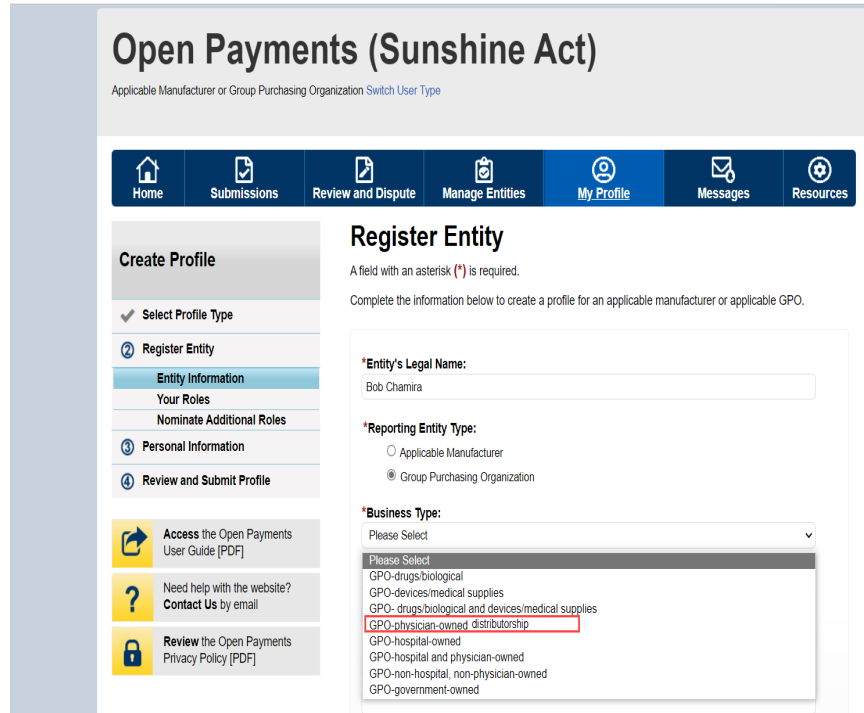 Open Payments (Sunshine Act)
Applicable Manufacturer or Group Purchasing Organization Switch User Type
Home
Submissions
Review and Dispute
Manage Entities
My Profile
Messages
Resources
Create Profile
Select Profile Type
2 Register Entity
Entity Information
Your Roles
Nominate Additional Roles
3 Personal Information
4 Review and Submit Profile
Access the Open Payments
User Guide [PDF]
? Need help with the website?
Contact Us by email
Review the Open Payments
Privacy Policy [PDF]
Register Entity
A field with an asterisk (*) is required.
Complete the information below to create a profile for an applicable manufacturer or applicable GPO.
*Entity's Legal Name:
Bob Chamira
*Reporting Entity Type:
Applicable Manufacturer
Group Purchasing Organization
*Business Type:
Please Select
Please Select
GPO-drugs/biological
GPO-devices/medical supplies
GPO- drugs/biological and devices/medical supplies
GPO-physician-owned distributorship
GPO-hospital-owned
GPO-hospital and physician-owned
GPO-non-hospital, non-physician-owned
GPO-government-owned